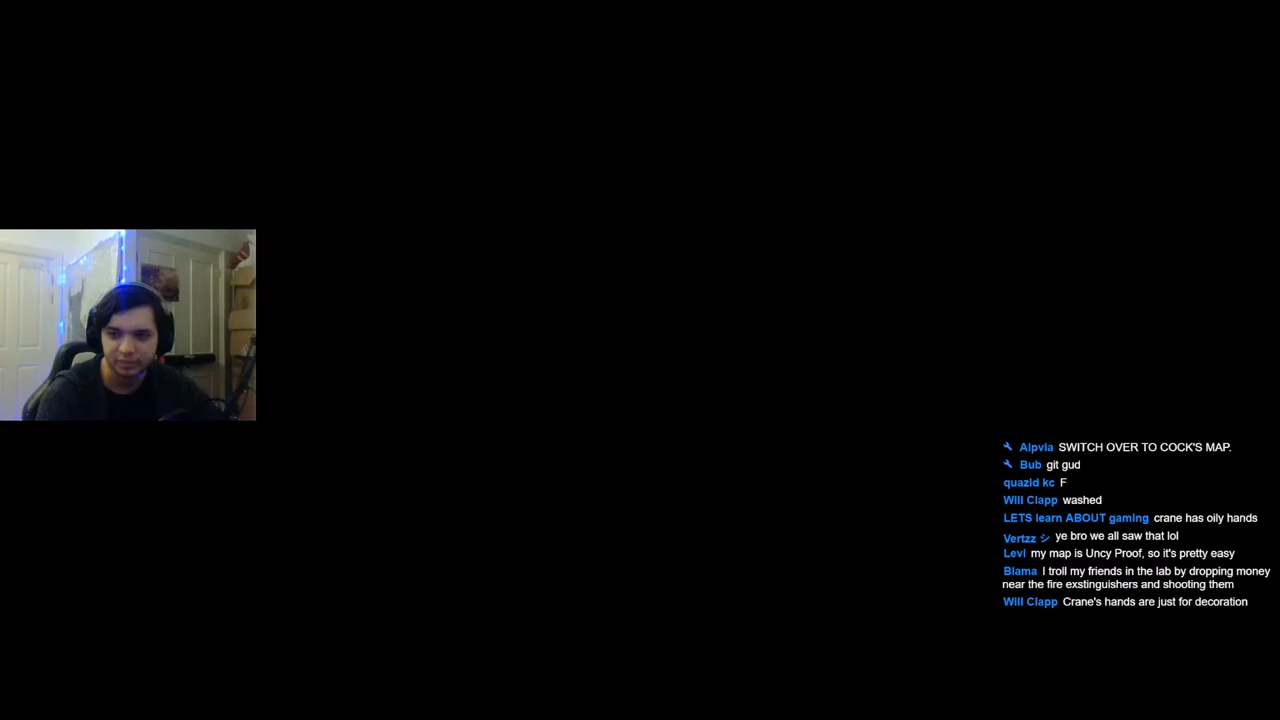 Alpvla SWITCH OVER TO COCK'S MAP.
Bub git gud
quazid kc F
Will Clapp washed
LETS learn ABOUT gaming crane has oily hands
Vertzz シ ye bro we all saw that lol
Levi my map is Uncy Proof, so it's pretty easy
Blama I troll my friends in the lab by dropping money
near the fire exstinguishers and shooting them
Will Clapp Crane's hands are just for decoration